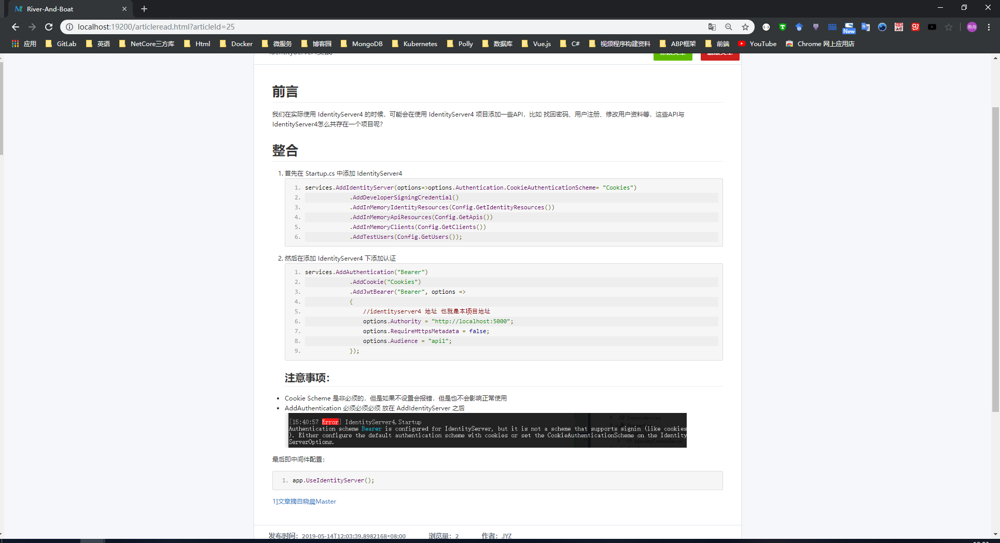 River-And-Boat
localhost:19200/articleread.html?articleId=25
New
雨舟
应用 GitLab 英语 NetCore三方库 Html Docker 微服务 博客园 MongoDB Kubernetes Polly 数据库 Vue.js C# 视频程序构建资料 ABP框架 前端 YouTube Chrome 网上应用店
前言
我们在实际使用 IdentityServer4 的时候，可能会在使用 IdentityServer4 项目添加一些API，比如 找回密码、用户注册、修改用户资料等，这些API与
IdentityServer4怎么共存在一个项目呢？
整合
1. 首先在 Startup.cs 中添加 IdentityServer4
1. services.AddIdentityServer(options=>options.Authentication.CookieAuthenticationScheme= "Cookies")
2. .AddDeveloperSigningCredential()
3. .AddInMemoryIdentityResources(Config.GetIdentityResources())
4. .AddInMemoryApiResources(Config.GetApis())
5. .AddInMemoryClients(Config.GetClients())
6. .AddTestUsers(Config.GetUsers());
2. 然后在添加 IdentityServer4 下添加认证
1. services.AddAuthentication("Bearer")
2. .AddCookie("Cookies")
3. .AddJwtBearer("Bearer", options =>
4. {
5. //identityserver4 地址 也就是本项目地址
6. options.Authority = "http://localhost:5000";
7. options.RequireHttpsMetadata = false;
8. options.Audience = "api1";
9. });
注意事项：
• Cookie Scheme 是非必须的，但是如果不设置会报错，但是也不会影响正常使用
• AddAuthentication 必须必须必须 放在 AddIdentityServer 之后
[15:40:57 Error] IdentityServer4.Startup
Authentication scheme Bearer is configured for IdentityServer, but it is not a scheme that supports signin (like cookies
). Either configure the default authentication scheme with cookies or set the CookieAuthenticationScheme on the Identity
ServerOptions.
Dependencies
IdentityController.cs
最后即中间件配置：
1. app.UseIdentityServer();
1]文章摘自晓晨Master
发布时间：2019-05-14T12:03:39.8982168+08:00 浏览量：2 作者：JYZ